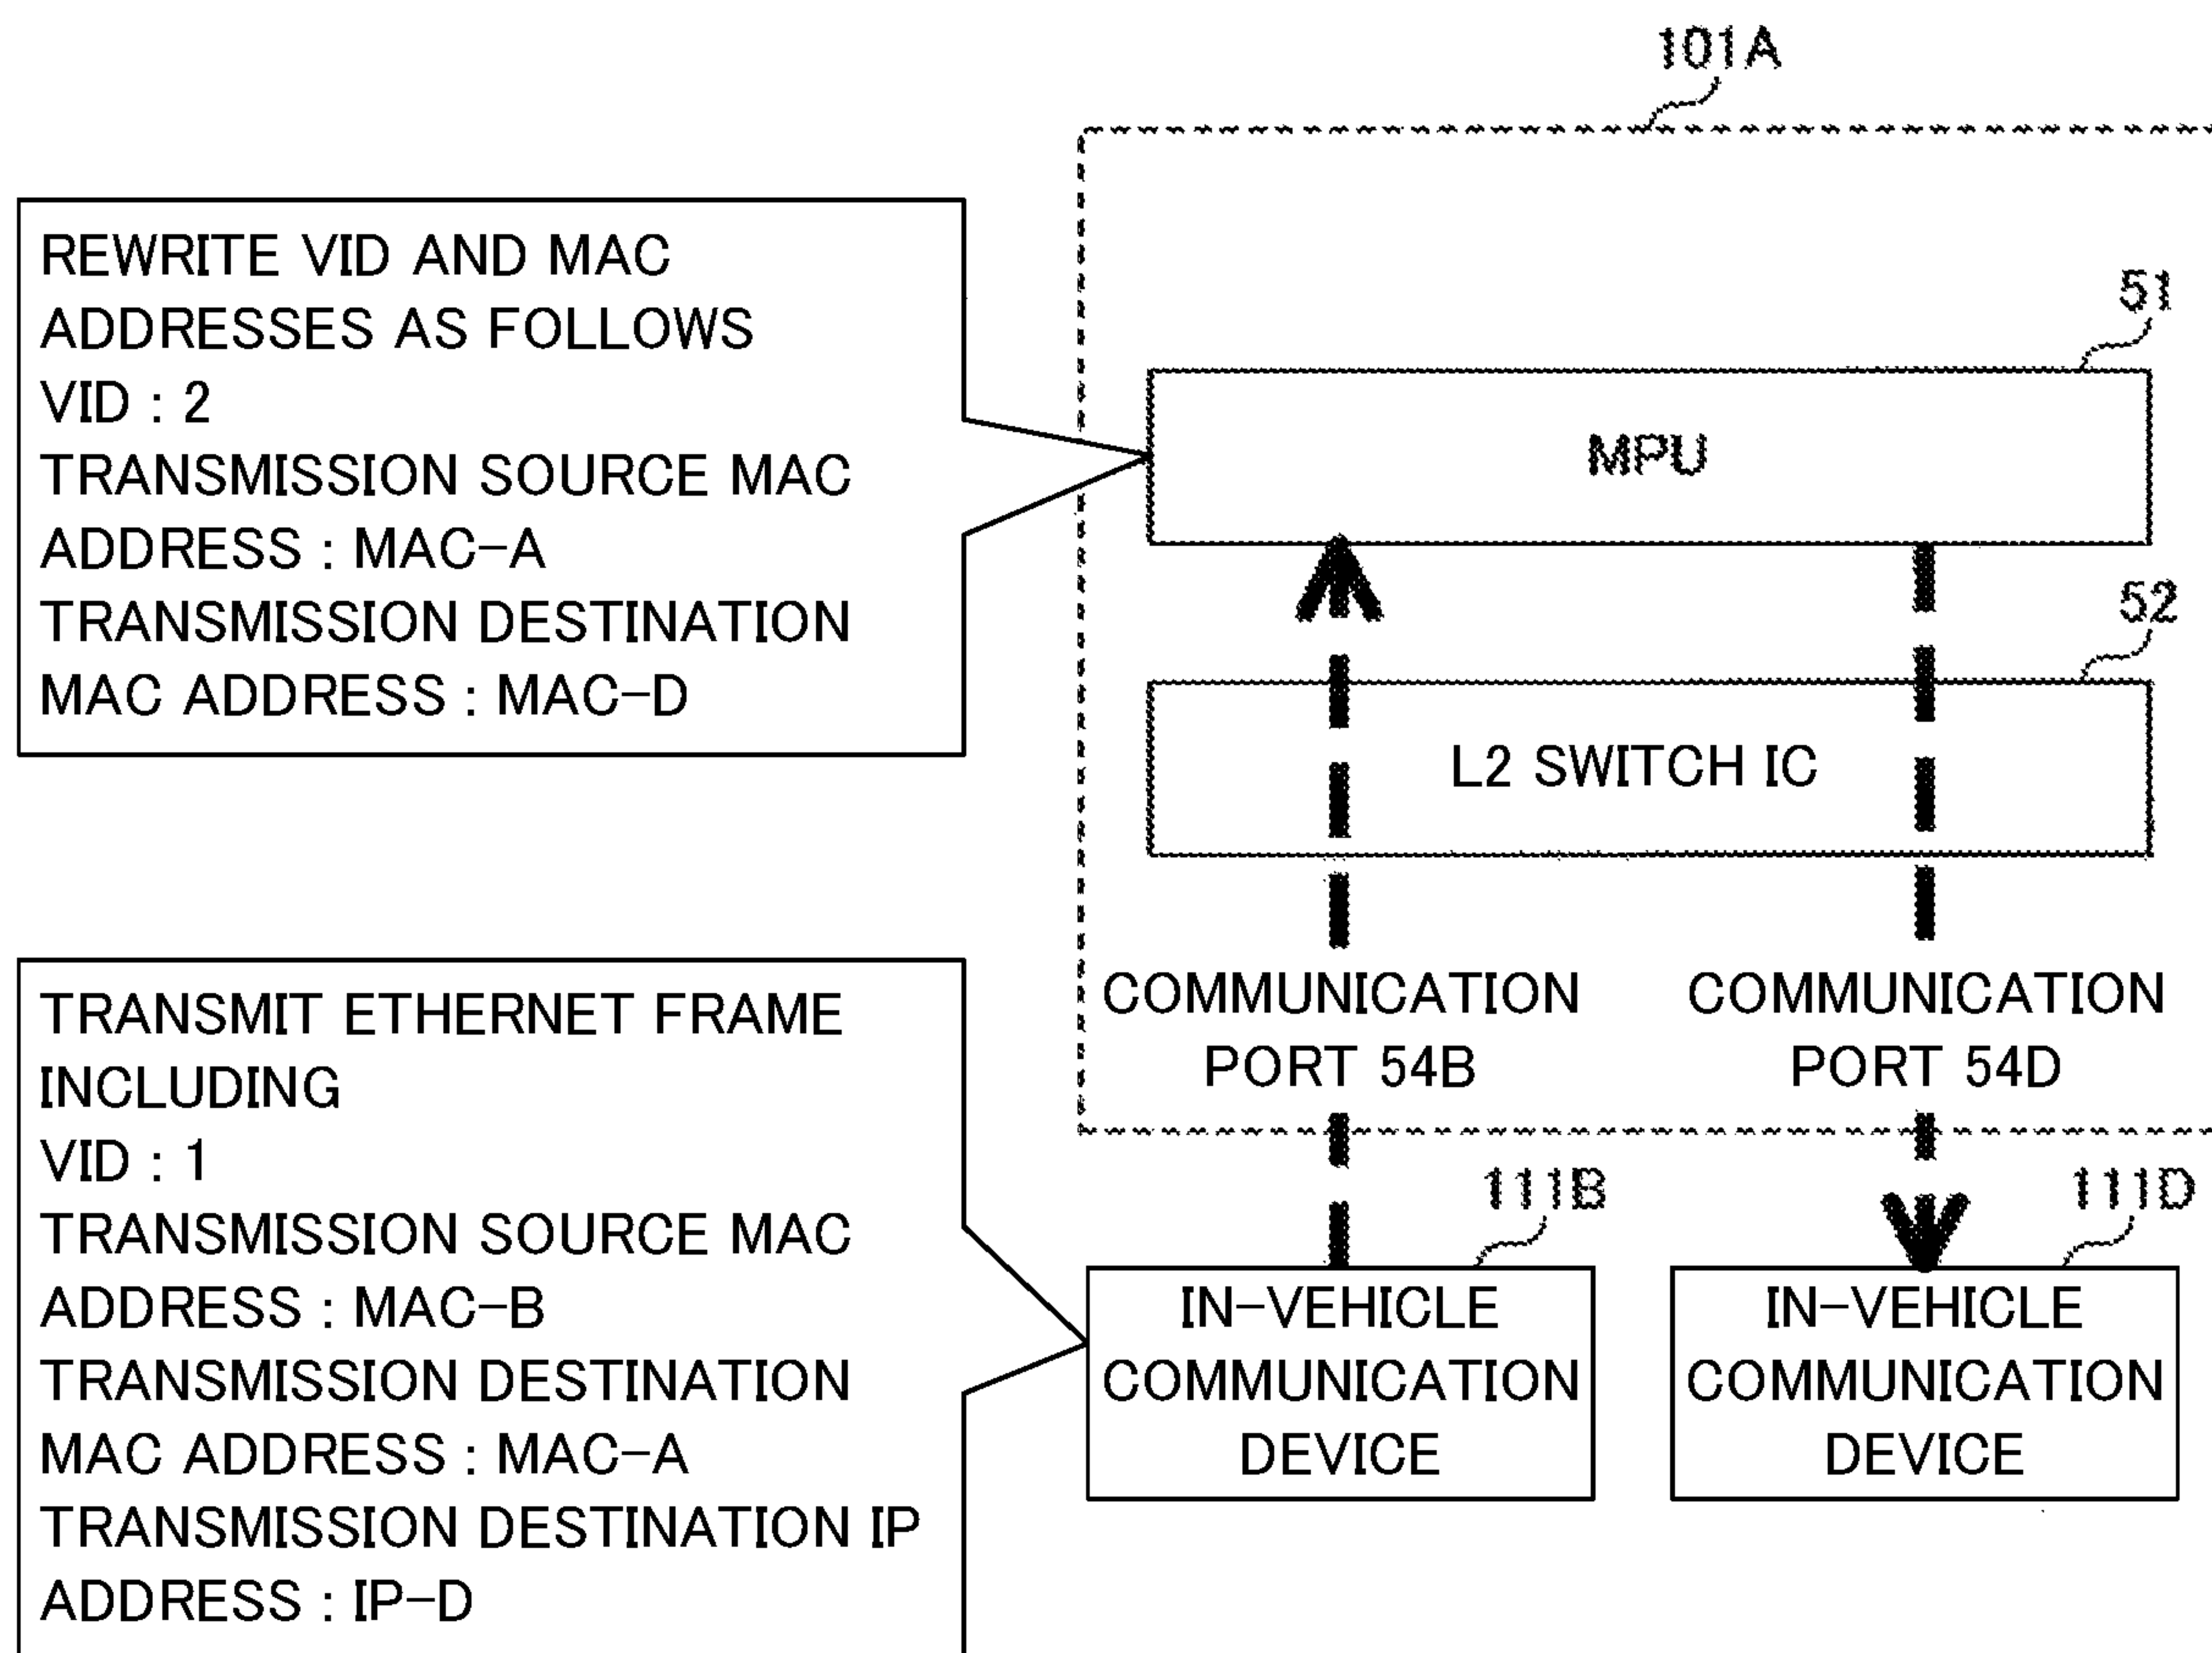 101A
REWRITE VID AND MAC
ADDRESSES AS FOLLOWS
VID : 2
TRANSMISSION SOURCE MAC
ADDRESS : MAC-A
TRANSMISSION DESTINATION
MAC ADDRESS : MAC-D
51
MPU
52
L2 SWITCH IC
COMMUNICATION
PORT 54B
COMMUNICATION
PORT 54D
TRANSMIT ETHERNET FRAME
INCLUDING
VID : 1
TRANSMISSION SOURCE MAC
ADDRESS : MAC-B
TRANSMISSION DESTINATION
MAC ADDRESS : MAC-A
TRANSMISSION DESTINATION IP
ADDRESS : IP-D
111B
IN-VEHICLE
COMMUNICATION
DEVICE
111D
IN-VEHICLE
COMMUNICATION
DEVICE